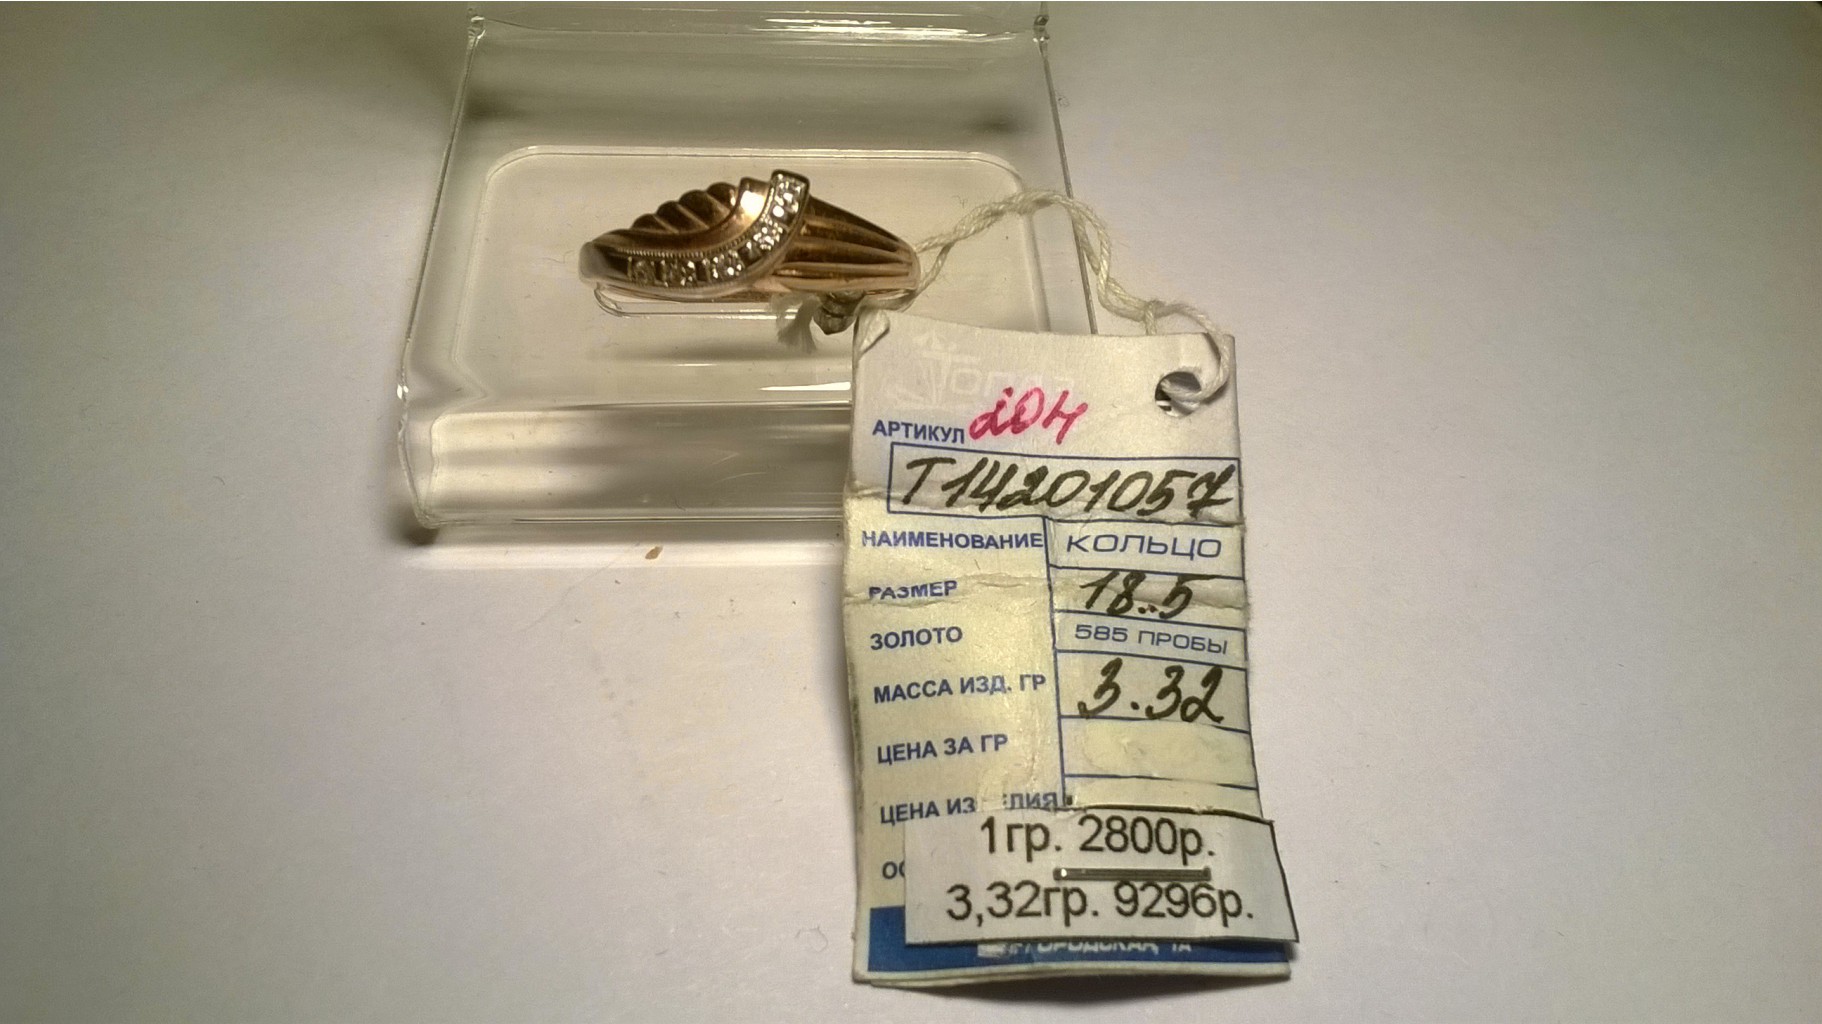 АРТИКУЛ
Т14201057
НАИМЕНОВАНИЕ КОЛЬЦО
РАЗМЕР 18.5
ЗОЛОТО 585 ПРОБЫ
МАССА ИЗД. ГР 3.32
ЦЕНА ЗА ГР
ЦЕНА
1гр. 2800р.
3,32гр. 9296р.